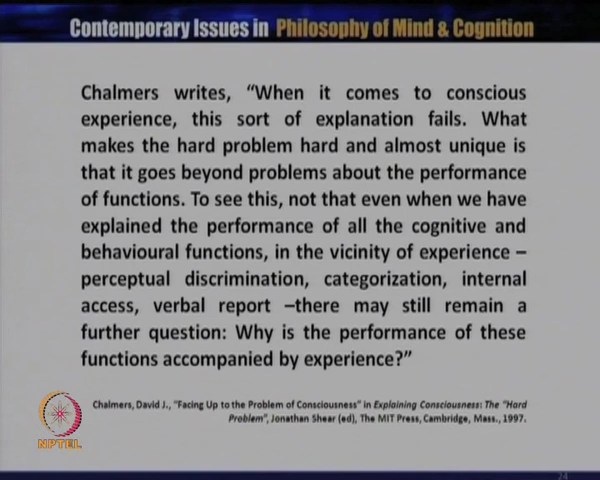 Contemporary Issues in Philosophy of Mind & Cognition
Chalmers writes, “When it comes to conscious
experience, this sort of explanation fails. What
makes the hard problem hard and almost unique is
that it goes beyond problems about the performance
of functions. To see this, not that even when we have
explained the performance of all the cognitive and
behavioural functions, in the vicinity of experience –
perceptual discrimination, categorization, internal
access, verbal report –there may still remain a
further question: Why is the performance of these
functions accompanied by experience?”
Chalmers, David J., “Facing Up to the Problem of Consciousness” in Explaining Consciousness: The “Hard
Problem”, Jonathan Shear (ed), The MIT Press, Cambridge, Mass., 1997.
NPTEL
24